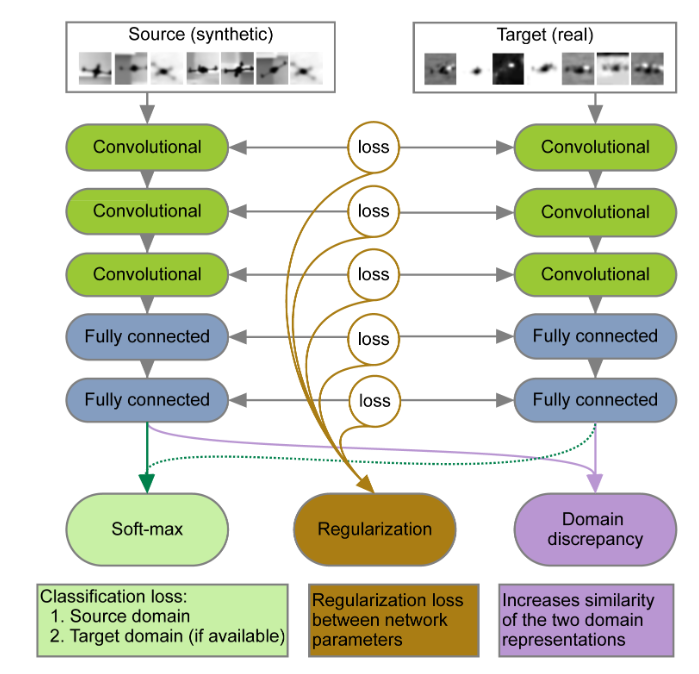 Source (synthetic)
Target (real)
Convolutional
loss
Convolutional
Convolutional
loss
Convolutional
Convolutional
loss
Convolutional
Fully connected
loss
Fully connected
Fully connected
loss
Fully connected
Soft-max
Regularization
Domain
discrepancy
Classification loss:
1. Source domain
2. Target domain (if available)
Regularization loss
between network
parameters
Increases similarity
of the two domain
representations